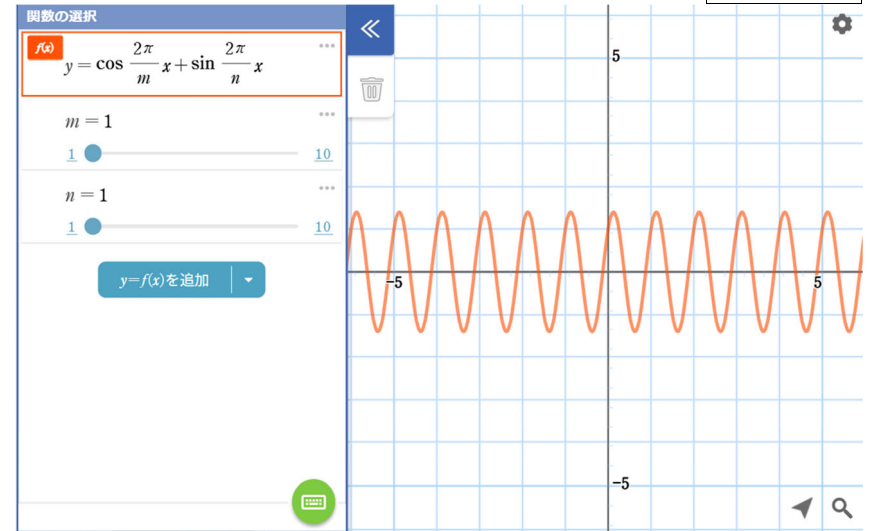 関数の選択
f(x)
y = cos 2π/m x + sin 2π/n x
m = 1
1 10
n = 1
1 10
y=f(x)を追加
5
-5 5
-5